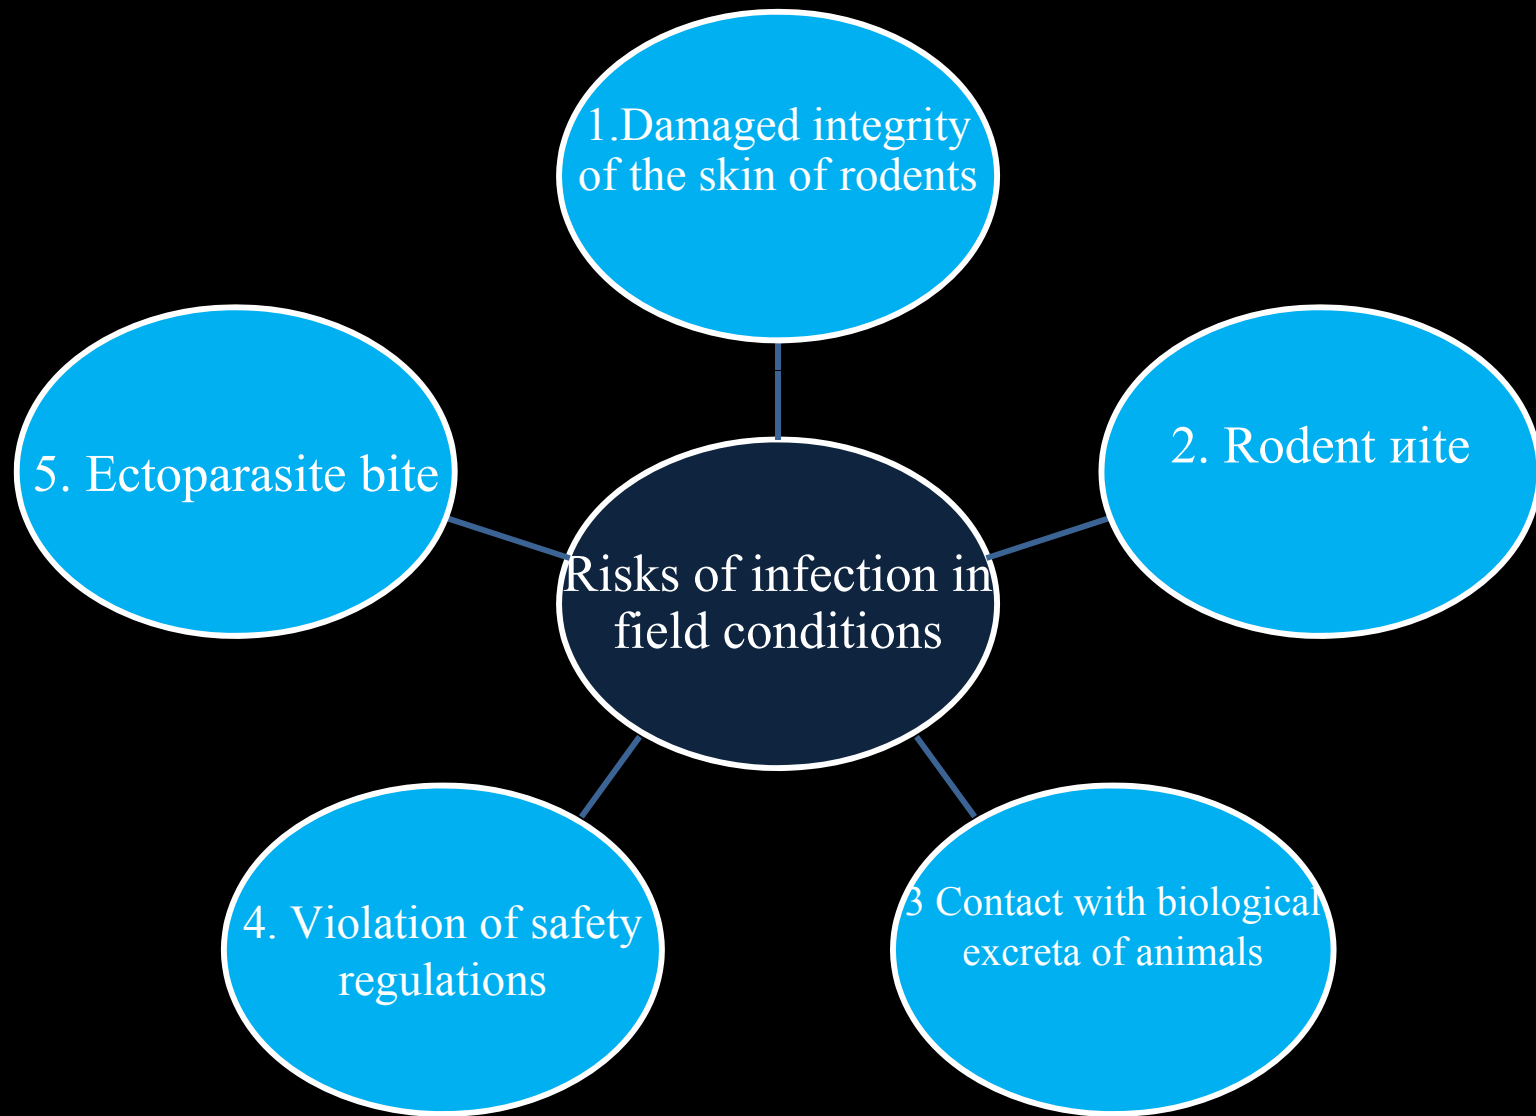 1.Damaged integrity
of the skin of rodents
2. Rodent иite
3 Contact with biological
excreta of animals
4. Violation of safety
regulations
5. Ectoparasite bite
Risks of infection in
field conditions